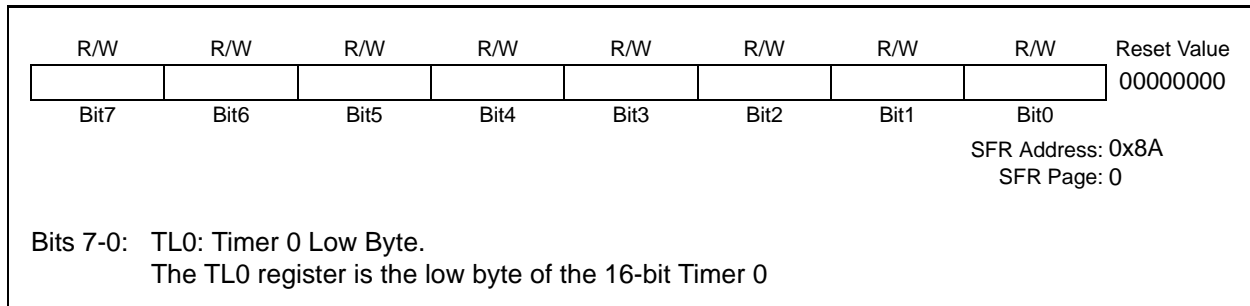 R/W R/W R/W R/W R/W R/W R/W R/W Reset Value
00000000
Bit7 Bit6 Bit5 Bit4 Bit3 Bit2 Bit1 Bit0
SFR Address: 0x8A
SFR Page: 0
Bits 7-0: TL0: Timer 0 Low Byte.
The TL0 register is the low byte of the 16-bit Timer 0